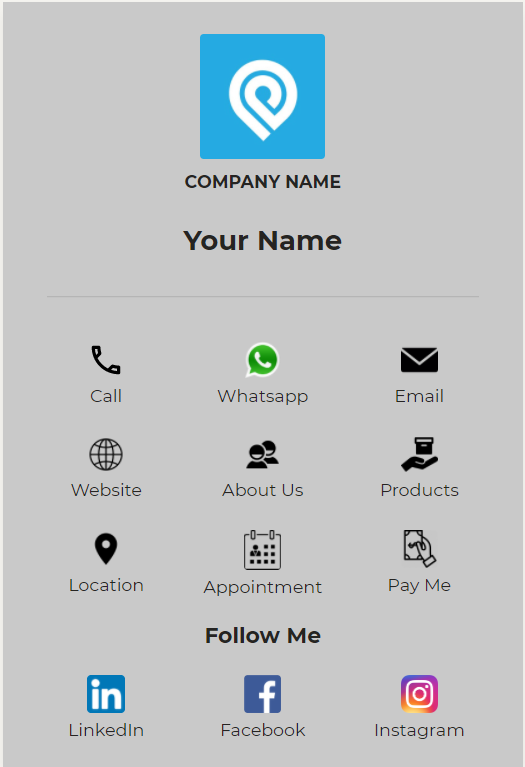 COMPANY NAME
Your Name
Call Whatsapp Email
Website About Us Products
Location Appointment Pay Me
Follow Me
in f
LinkedIn Facebook Instagram